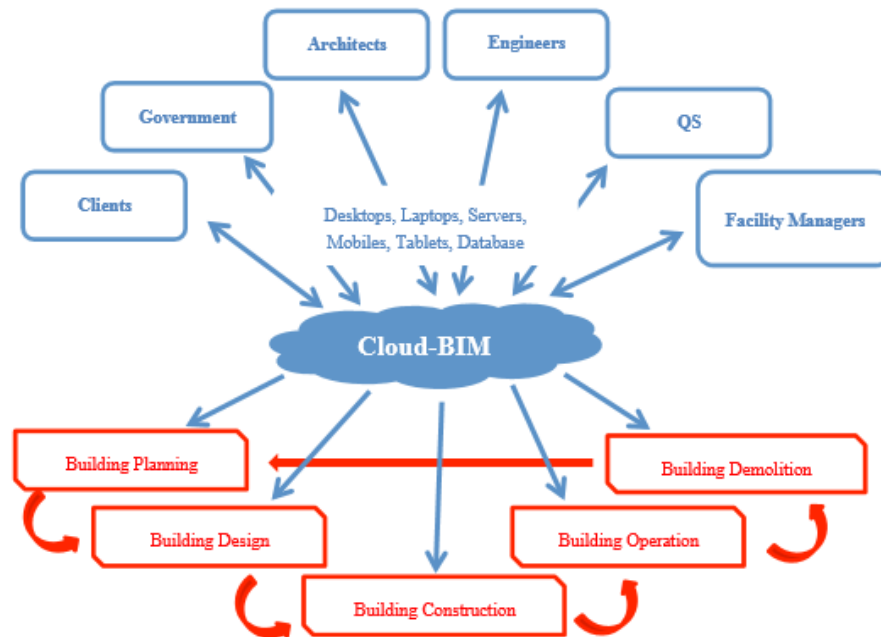 Architects
Engineers
Government
QS
Clients
Facility Managers
Desktops, Laptops, Servers,
Mobiles, Tablets, Database
Cloud-BIM
Building Planning
Building Demolition
Building Design
Building Operation
Building Construction